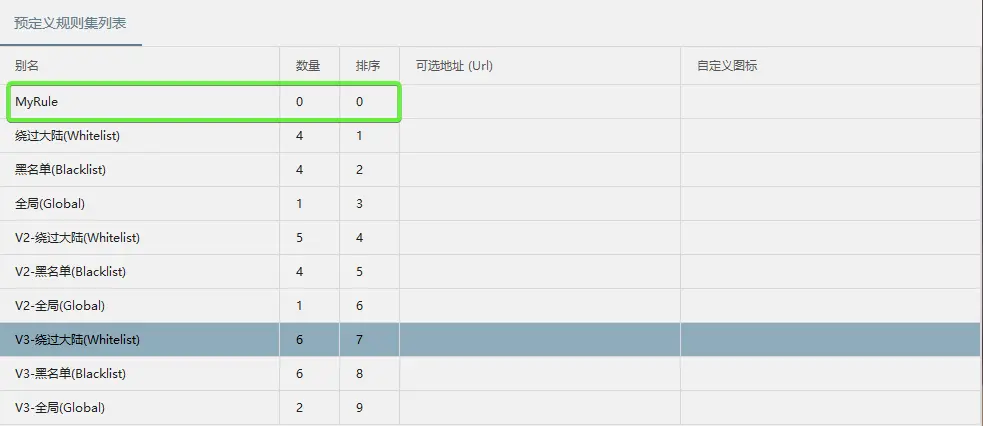 预定义规则集列表
别名 数量 排序 可选地址 (Url) 自定义图标
MyRule 0 0
绕过大陆(Whitelist) 4 1
黑名单(Blacklist) 4 2
全局(Global) 1 3
V2-绕过大陆(Whitelist) 5 4
V2-黑名单(Blacklist) 4 5
V2-全局(Global) 1 6
V3-绕过大陆(Whitelist) 6 7
V3-黑名单(Blacklist) 6 8
V3-全局(Global) 2 9